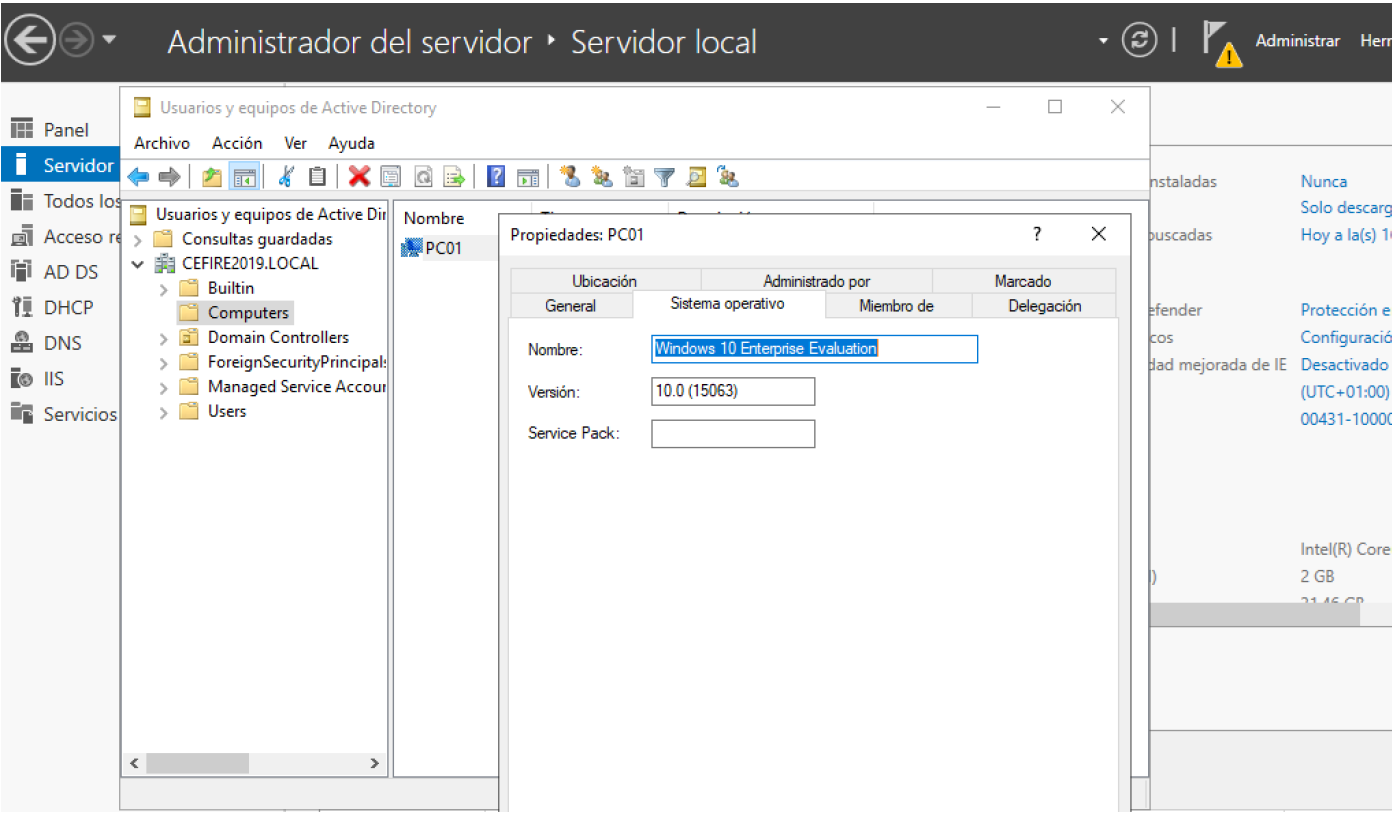 Administrador del servidor ‣ Servidor local
Administrar
Usuarios y equipos de Active Directory
Archivo Acción Ver Ayuda
Panel
Servidor
Todos los
Acceso
AD DS
DHCP
DNS
IIS
Servicios
Usuarios y equipos de Active Dir
Consultas guardadas
CEFIRE2019.LOCAL
Builtin
Computers
Domain Controllers
ForeignSecurityPrincipals
Managed Service Accour
Users
Nombre
PC01
Propiedades: PC01
?
Ubicación Administrado por Marcado
General Sistema operativo Miembro de Delegación
Nombre: Windows 10 Enterprise Evaluation
Versión: 10.0 (15063)
Service Pack:
nstaladas Nunca
Solo descarg
buscadas Hoy a la(s) 1
efender Protección e
cos Configuració
dad mejorada de IE Desactivado
(UTC+01:00)
00431-1000
Intel(R) Core
2 GB